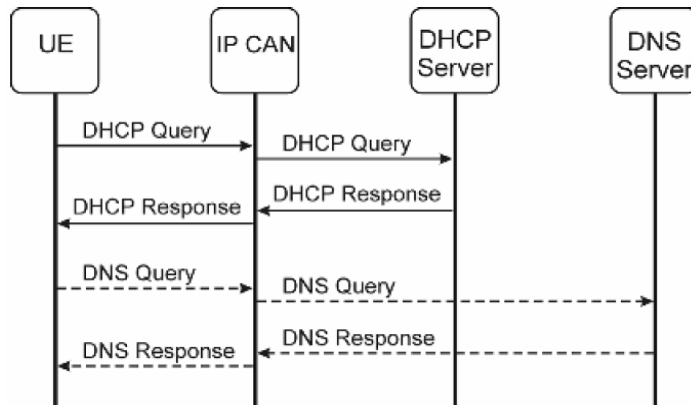 UE
IP CAN
DHCP
Server
DNS
Server
DHCP Query
DHCP Query
DHCP Response
DHCP Response
DNS Query
DNS Query
DNS Response
DNS Response